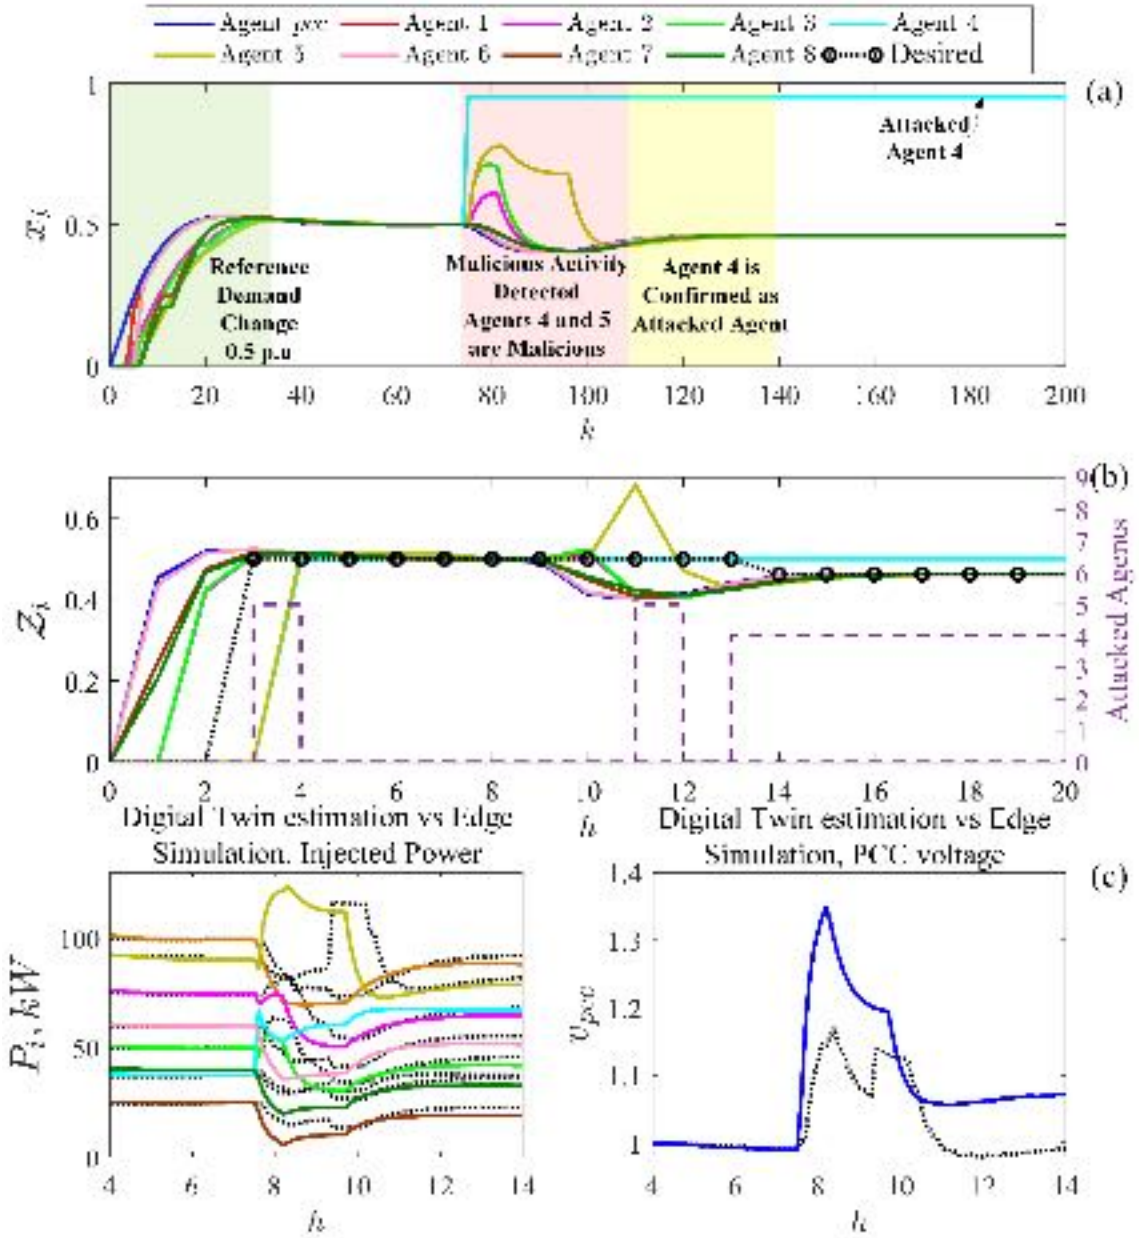 Agent pcc Agent 1 Agent 2 Agent 3 Agent 4
Agent 5 Agent 6 Agent 7 Agent 8 Desired
(a)
1
0.5
0
x_i
Attacked
Agent 4
Reference
Demand
Change
0.5 p.u
Malicious Activity
Detected
Agents 4 and 5
are Malicious
Agent 4 is
Confirmed as
Attacked Agent
0 20 40 60 80 100 120 140 160 180 200
k
(b)
0.6
0.4
0.2
0
Z_i
9
8
7
6
5
4
3
2
1
0
Attacked Agents
0 2 4 6 8 10 12 14 16 18 20
h
Digital Twin estimation vs Edge
Simulation. Injected Power
100
50
0
P_i, kW
4 6 8 10 12 14
h
Digital Twin estimation vs Edge
Simulation, PCC voltage
(c)
1.4
1.3
1.2
1.1
1
v_pcc
4 6 8 10 12 14
h